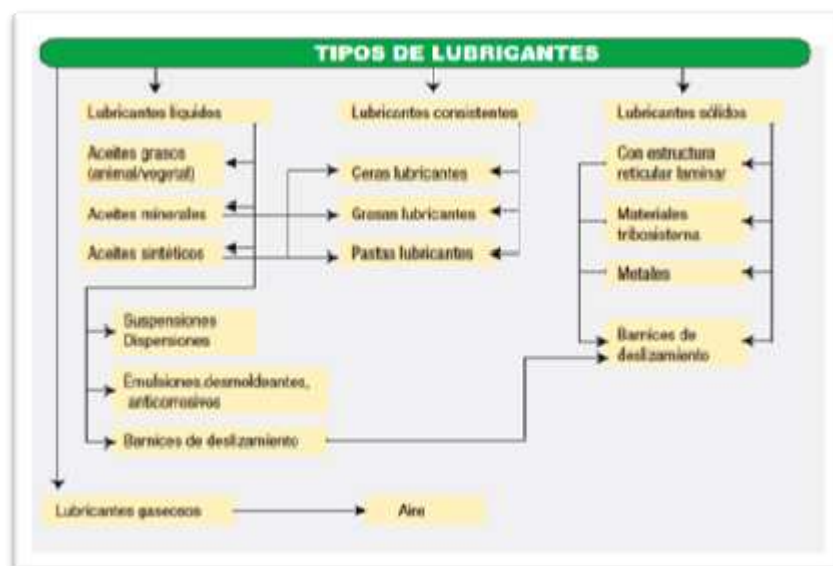 TIPOS DE LUBRICANTES
Lubricantes líquidos
Aceites grasos
(animal/vegetal)
Aceites minerales
Aceites sintéticos
Suspensiones
Dispersiones
Emulsiones,desmoldeantes,
anticorrosivos
Barnices de deslizamiento
Lubricantes consistentes
Ceras lubricantes
Grasas lubricantes
Pastas lubricantes
Lubricantes sólidos
Con estructura
reticular laminar
Materiales
tribosistema
Metales
Barnices de
deslizamiento
Lubricantes gaseosos
Aire